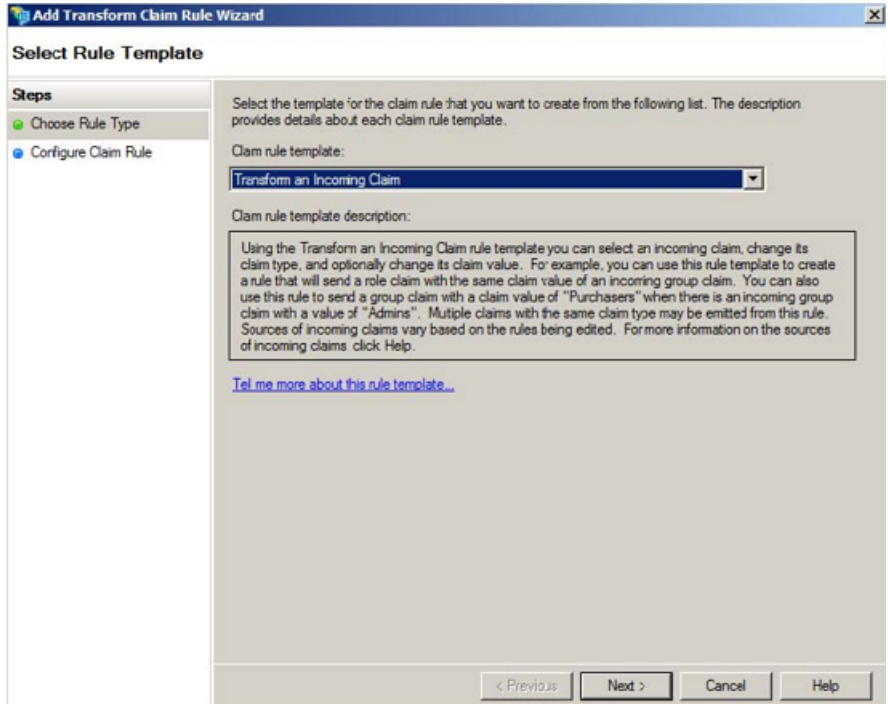 Add Transform Claim Rule Wizard
Select Rule Template
Steps
Choose Rule Type
Configure Claim Rule
Select the template for the claim rule that you want to create from the following list. The description
provides details about each claim rule template.
Claim rule template:
Transform an Incoming Claim
Claim rule template description:
Using the Transform an Incoming Claim rule template you can select an incoming claim, change its
claim type, and optionally change its claim value. For example, you can use this rule template to create
a rule that will send a role claim with the same claim value of an incoming group claim. You can also
use this rule to send a group claim with a claim value of "Purchasers" when there is an incoming group
claim with a value of "Admins". Multiple claims with the same claim type may be emitted from this rule.
Sources of incoming claims vary based on the rules being edited. For more information on the sources
of incoming claims click Help.
Tell me more about this rule template...
< Previous
Next >
Cancel
Help